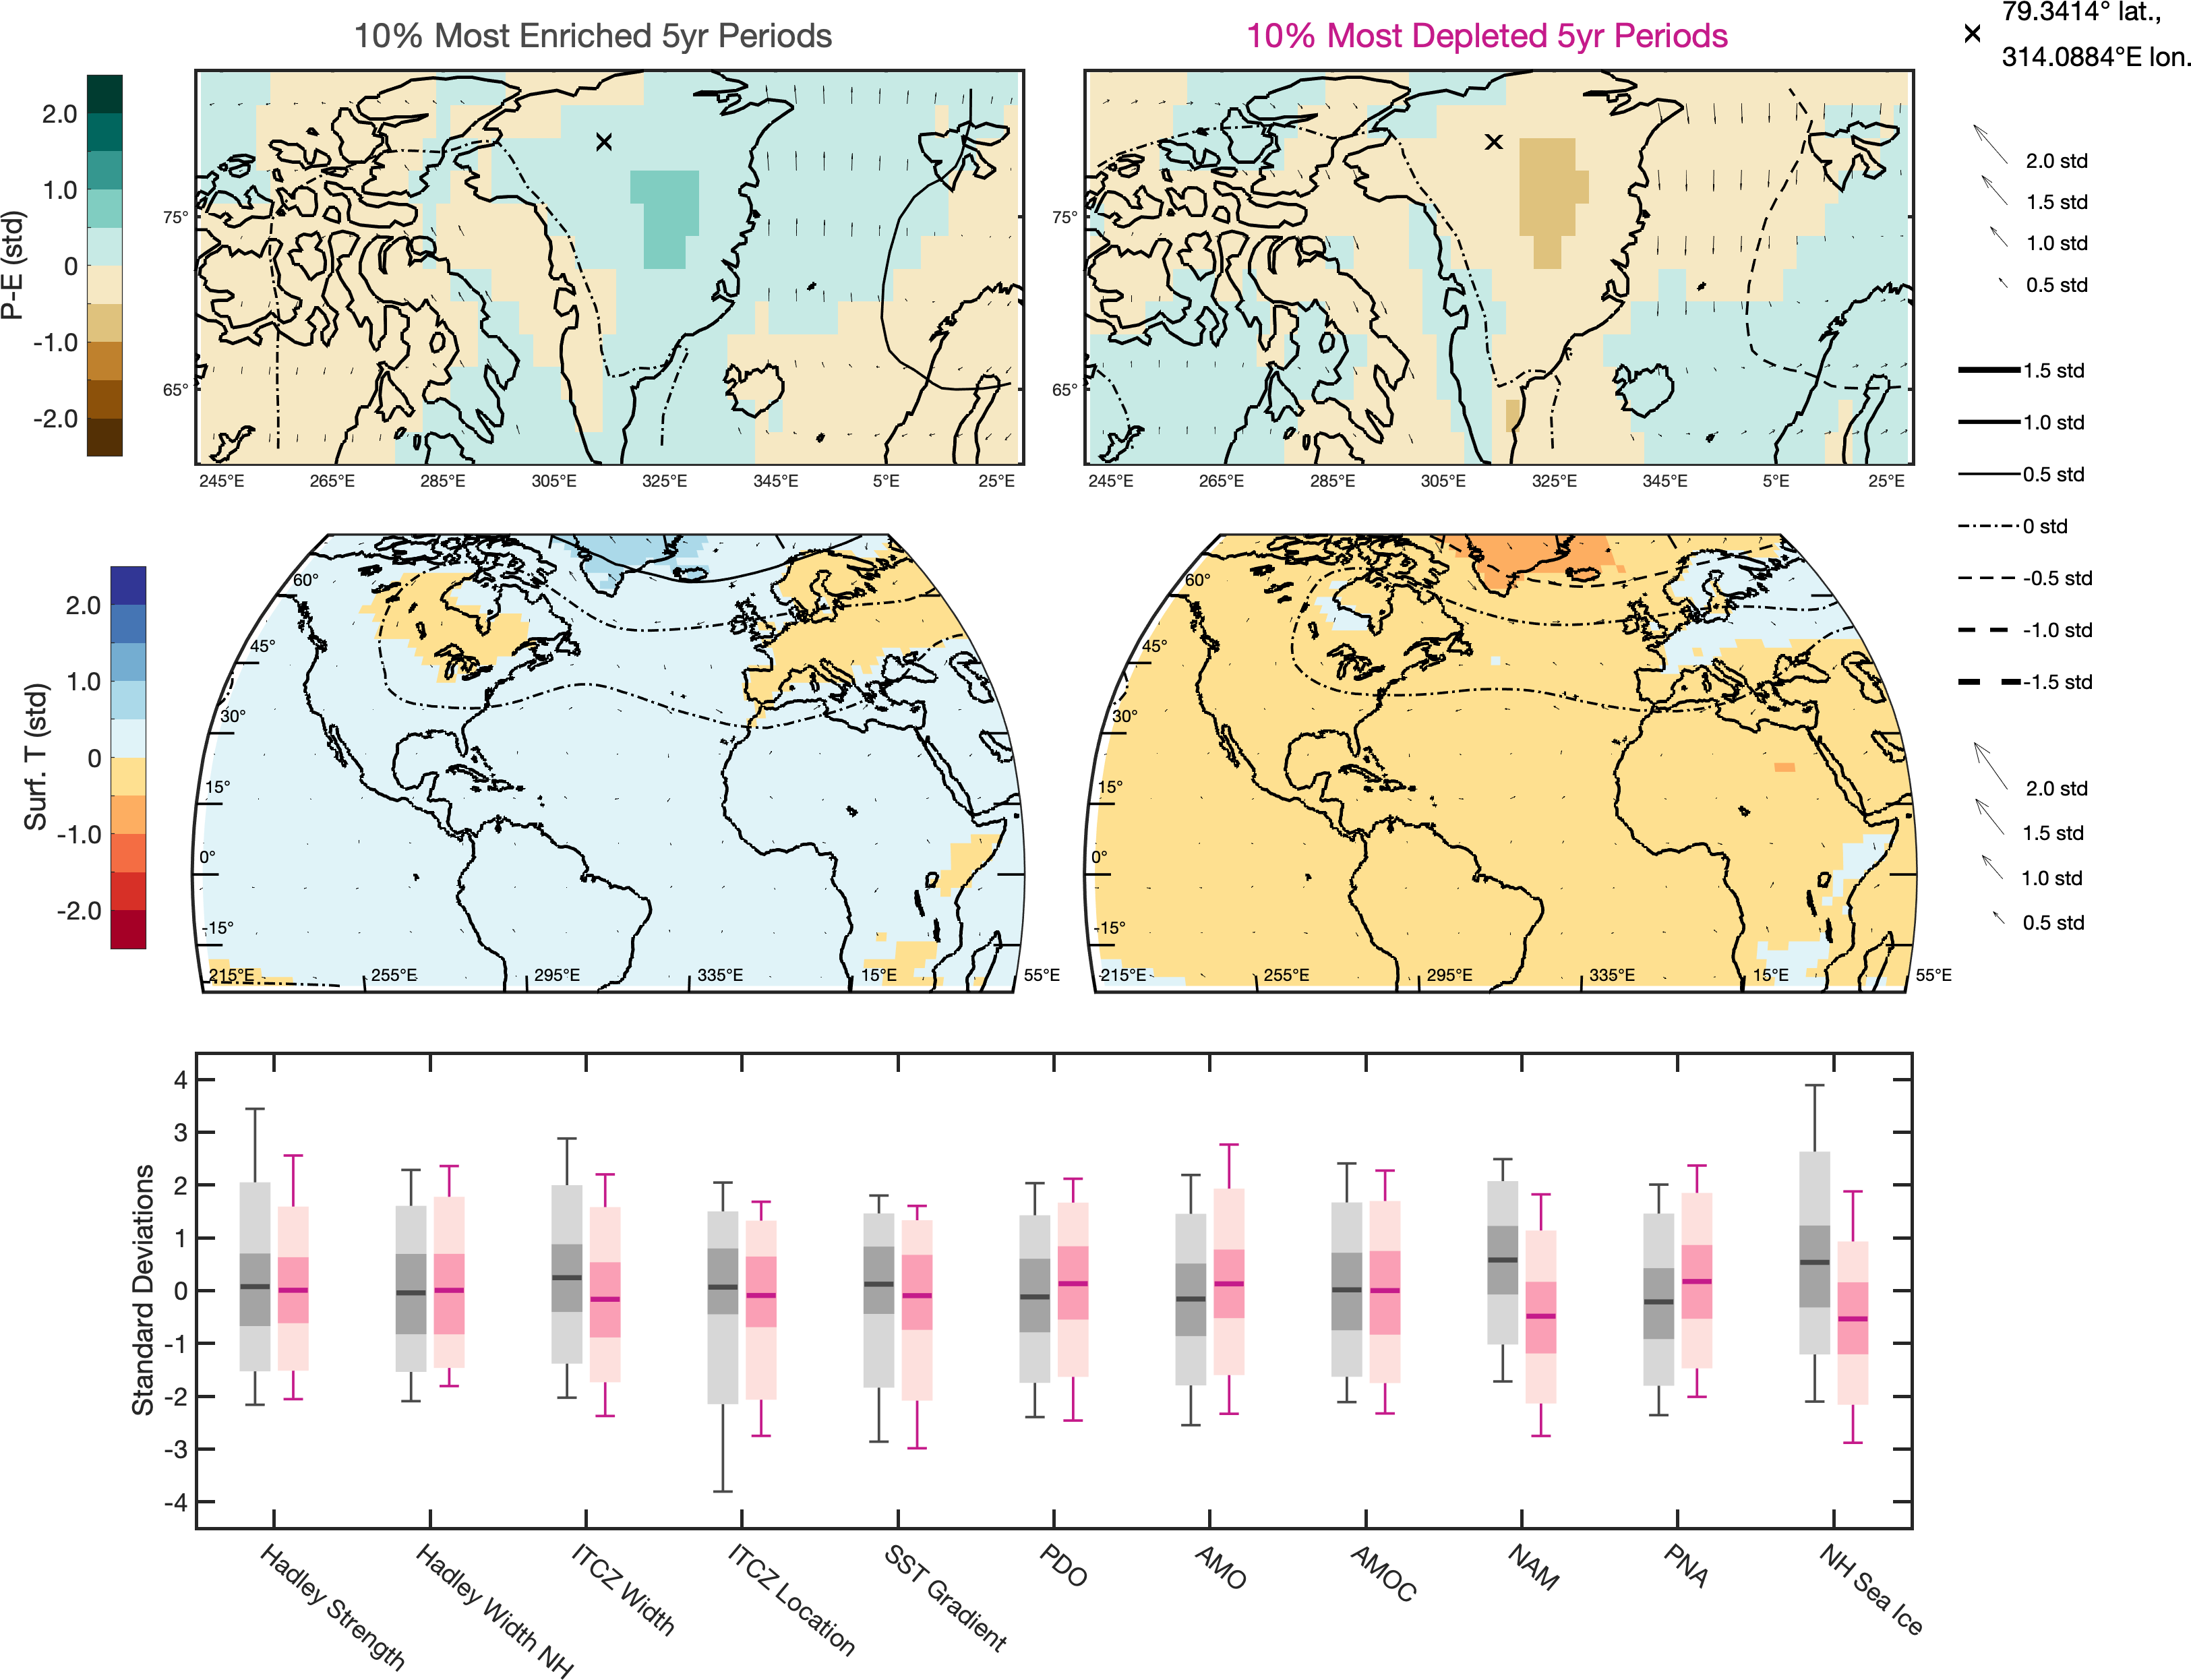 10% Most Enriched 5yr Periods
10% Most Depleted 5yr Periods
79.3414° lat.,
314.0884°E lon.
P-E (std)
2.0
1.0
0
-1.0
-2.0
75°
65°
245°E 265°E 285°E 305°E 325°E 345°E 5°E 25°E
75°
65°
245°E 265°E 285°E 305°E 325°E 345°E 5°E 25°E
2.0 std
1.5 std
1.0 std
0.5 std
1.5 std
1.0 std
0.5 std
0 std
-0.5 std
-1.0 std
-1.5 std
2.0 std
1.5 std
1.0 std
0.5 std
Surf. T (std)
2.0
1.0
0
-1.0
-2.0
60°
45°
30°
15°
0°
-15°
215°E 255°E 295°E 335°E 15°E 55°E
60°
45°
30°
15°
0°
-15°
215°E 255°E 295°E 335°E 15°E 55°E
Standard Deviations
4
3
2
1
0
-1
-2
-3
-4
Hadley Strength
Hadley Width NH
ITCZ Width
ITCZ Location
SST Gradient
PDO
AMO
AMOC
NAM
PNA
NH Sea Ice